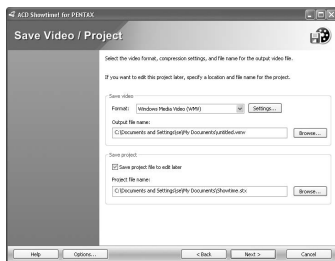 ACD Showtime! for PENTAX
Save Video / Project
Select the video format, compression settings, and file name for the output video file.
If you want to edit this project later, specify a location and file name for the project.
Save video
Format: Windows Media Video (WMV) Settings...
Output file name:
C:\Documents and Settings\se\My Documents\untitled.wmv Browse...
Save project
Save project file to edit later
Project file name:
C:\Documents and Settings\se\My Documents\Showtime.stx Browse...
Help Options... < Back Next > Cancel